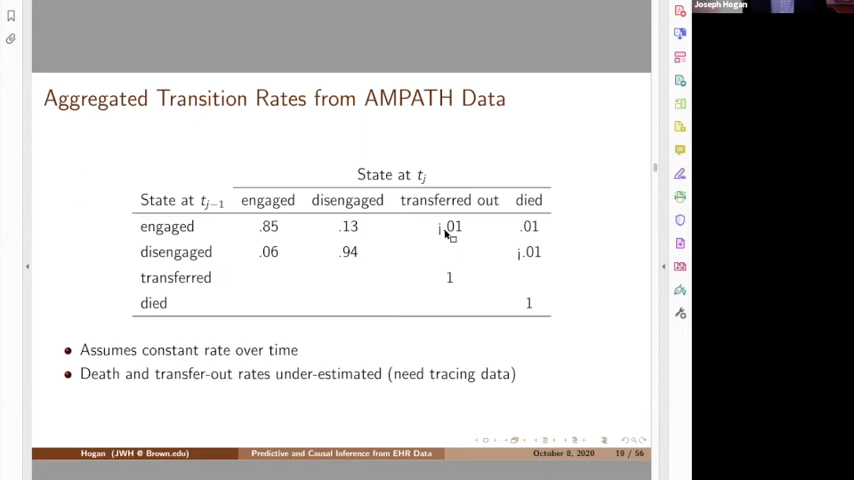 Joseph Hogan
Aggregated Transition Rates from AMPATH Data
State at tj
State at tj−1 engaged disengaged transferred out died
engaged .85 .13 ¡.01 .01
disengaged .06 .94 ¡.01
transferred 1
died 1
Assumes constant rate over time
Death and transfer-out rates under-estimated (need tracing data)
Hogan (JWH @ Brown.edu) Predictive and Causal Inference from EHR Data October 8, 2020 19 / 56